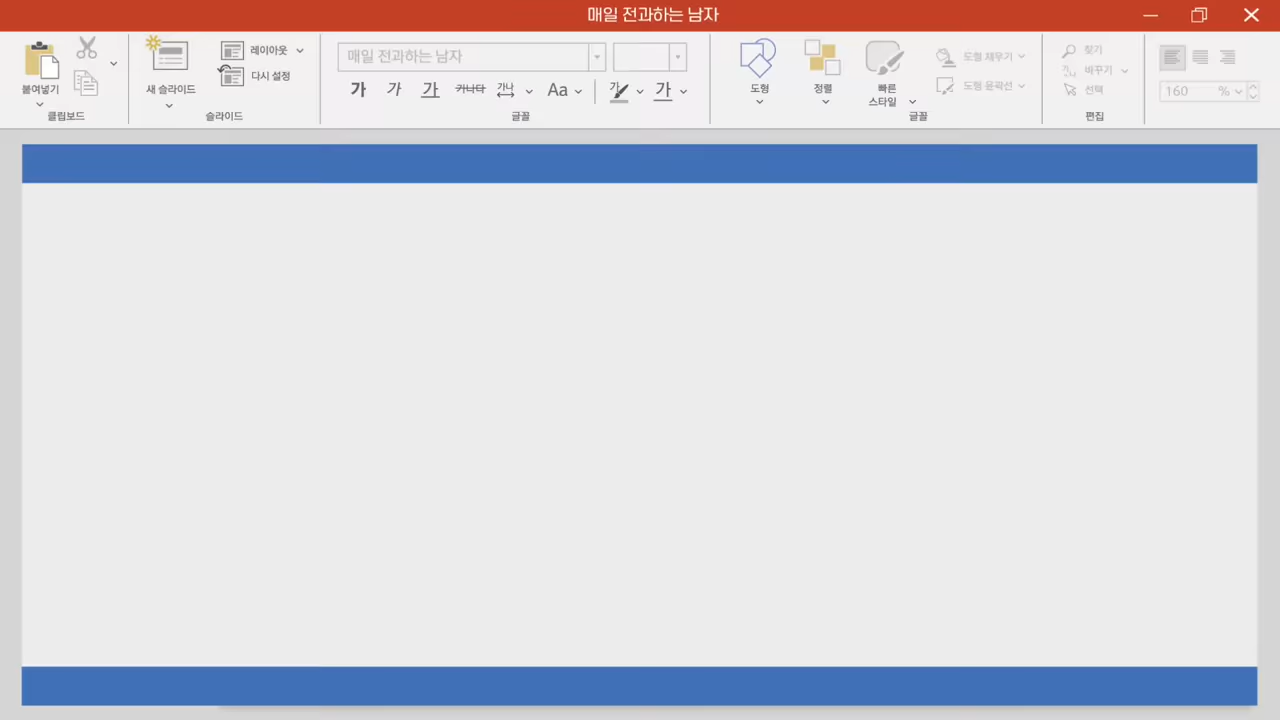 매일 전과하는 남자
붙여넣기
클립보드
새 슬라이드
레이아웃
다시 설정
슬라이드
매일 전과하는 남자
가 가 가 가나다 가나 Aa 가 가
글꼴
도형
정렬
빠른
스타일
도형 채우기
도형 윤곽선
글꼴
찾기
바꾸기
선택
편집
160 %